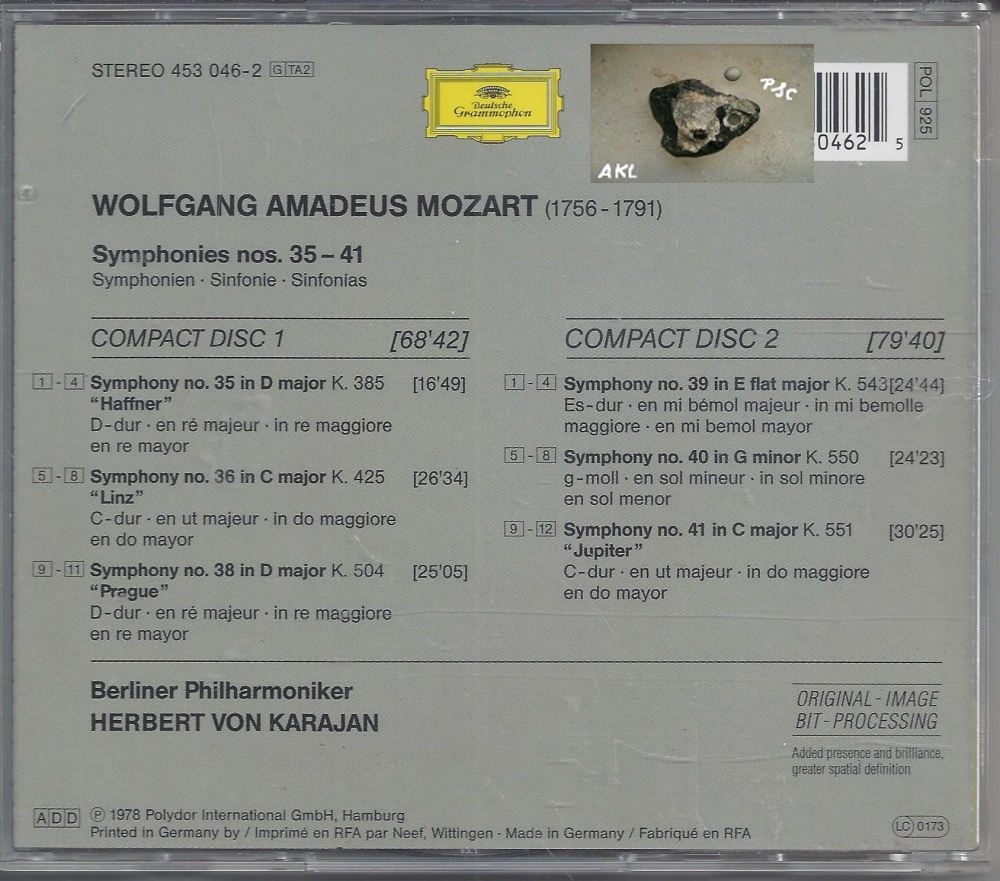 STEREO 453 046-2 G TA2
Deutsche
Grammophon
PSC
AKL
0462 5
POL 925
WOLFGANG AMADEUS MOZART (1756-1791)
Symphonies nos. 35 – 41
Symphonien · Sinfonie · Sinfonías
COMPACT DISC 1 [68'42]
1 - 4 Symphony no. 35 in D major K. 385 [16'49]
“Haffner”
D-dur · en ré majeur · in re maggiore
en re mayor
5 - 8 Symphony no. 36 in C major K. 425 [26'34]
“Linz”
C-dur · en ut majeur · in do maggiore
en do mayor
9 - 11 Symphony no. 38 in D major K. 504 [25'05]
“Prague”
D-dur · en ré majeur · in re maggiore
en re mayor
COMPACT DISC 2 [79'40]
1 - 4 Symphony no. 39 in E flat major K. 543 [24'44]
Es-dur · en mi bémol majeur · in mi bemolle
maggiore · en mi bemol mayor
5 - 8 Symphony no. 40 in G minor K. 550 [24'23]
g-moll · en sol mineur · in sol minore
en sol menor
9 - 12 Symphony no. 41 in C major K. 551 [30'25]
“Jupiter”
C-dur · en ut majeur · in do maggiore
en do mayor
Berliner Philharmoniker
HERBERT VON KARAJAN
ORIGINAL-IMAGE
BIT-PROCESSING
Added presence and brilliance,
greater spatial definition
ADD ℗ 1978 Polydor International GmbH, Hamburg
Printed in Germany by / Imprimé en RFA par Neef, Wittingen · Made in Germany / Fabriqué en RFA
LC 0173